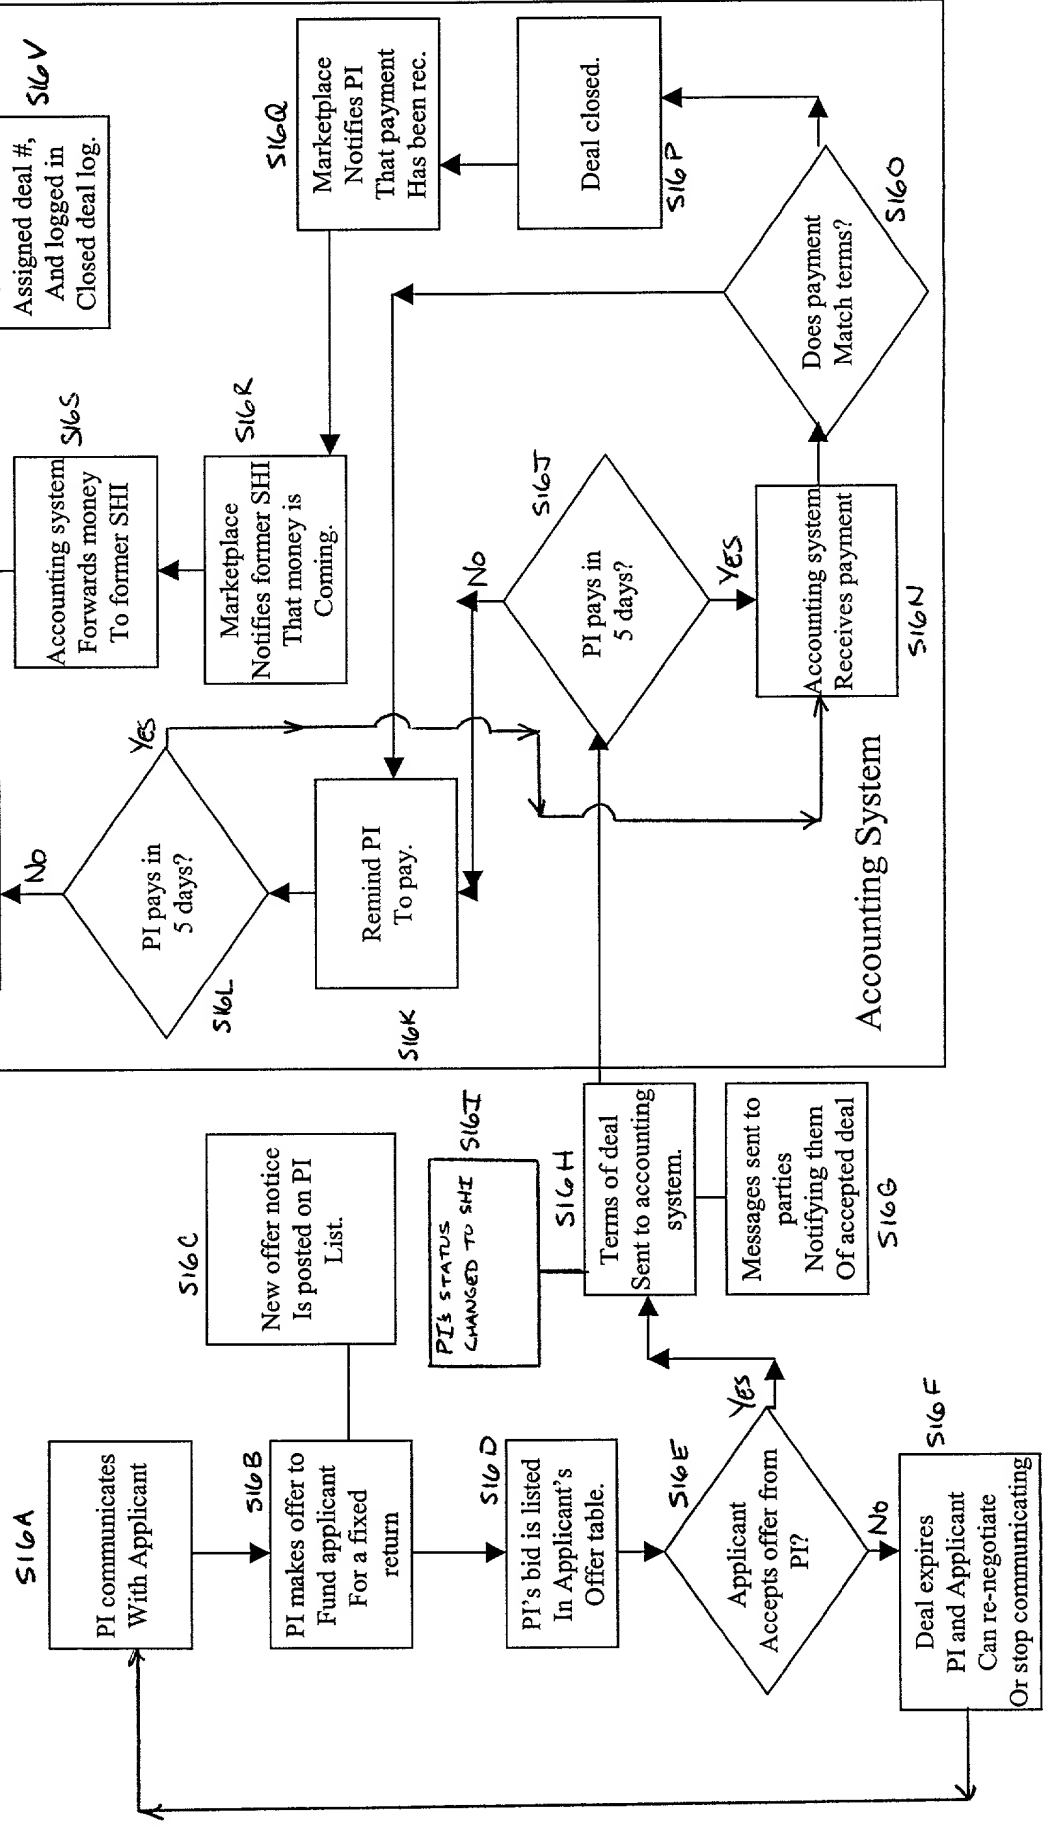 S16A
PI communicates
With Applicant
S16B
PI makes offer to
Fund applicant
For a fixed
return
S16C
New offer notice
Is posted on PI
List.
S16D
PI's bid is listed
In Applicant's
Offer table.
S16E
Applicant
Accepts offer from
PI?
Yes
No
S16F
Deal expires
PI and Applicant
Can re-negotiate
Or stop communicating
S16I
PI's STATUS
CHANGED TO SHI
S16H
Terms of deal
Sent to accounting
system.
Messages sent to
parties
Notifying them
Of accepted deal
S16G
No
PI pays in
5 days?
Yes
S16L
Remind PI
To pay.
S16K
S16J
PI pays in
5 days?
No
Yes
Accounting system
Receives payment
S16N
Accounting System
S16S
Accounting system
Forwards money
To former SHI
S16R
Marketplace
Notifies former SHI
That money is
Coming.
Does payment
Match terms?
S16O
S16V
Assigned deal #,
And logged in
Closed deal log.
S16Q
Marketplace
Notifies PI
That payment
Has been rec.
Deal closed.
S16P